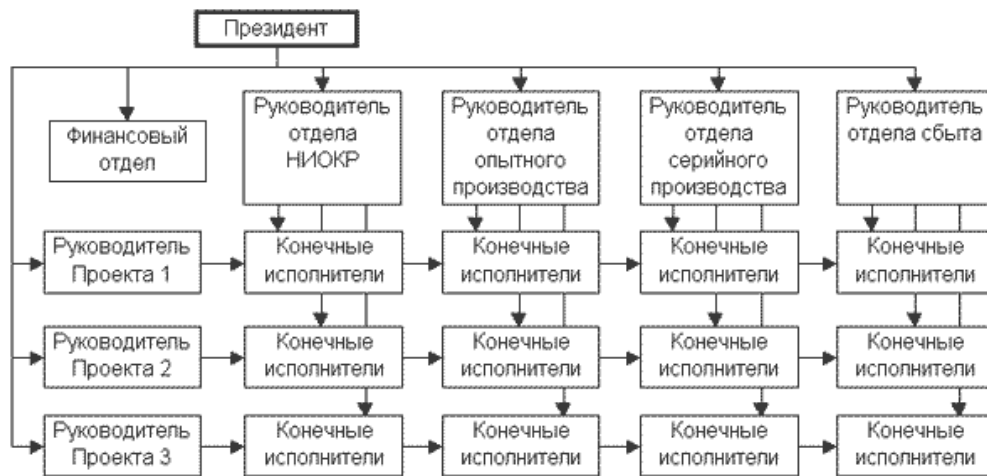 Президент
Финансовый
отдел
Руководитель
отдела
НИОКР
Руководитель
отдела
опытного
производства
Руководитель
отдела
серийного
производства
Руководитель
отдела сбыта
Руководитель
Проекта 1
Конечные
исполнители
Конечные
исполнители
Конечные
исполнители
Конечные
исполнители
Руководитель
Проекта 2
Конечные
исполнители
Конечные
исполнители
Конечные
исполнители
Конечные
исполнители
Руководитель
Проекта 3
Конечные
исполнители
Конечные
исполнители
Конечные
исполнители
Конечные
исполнители